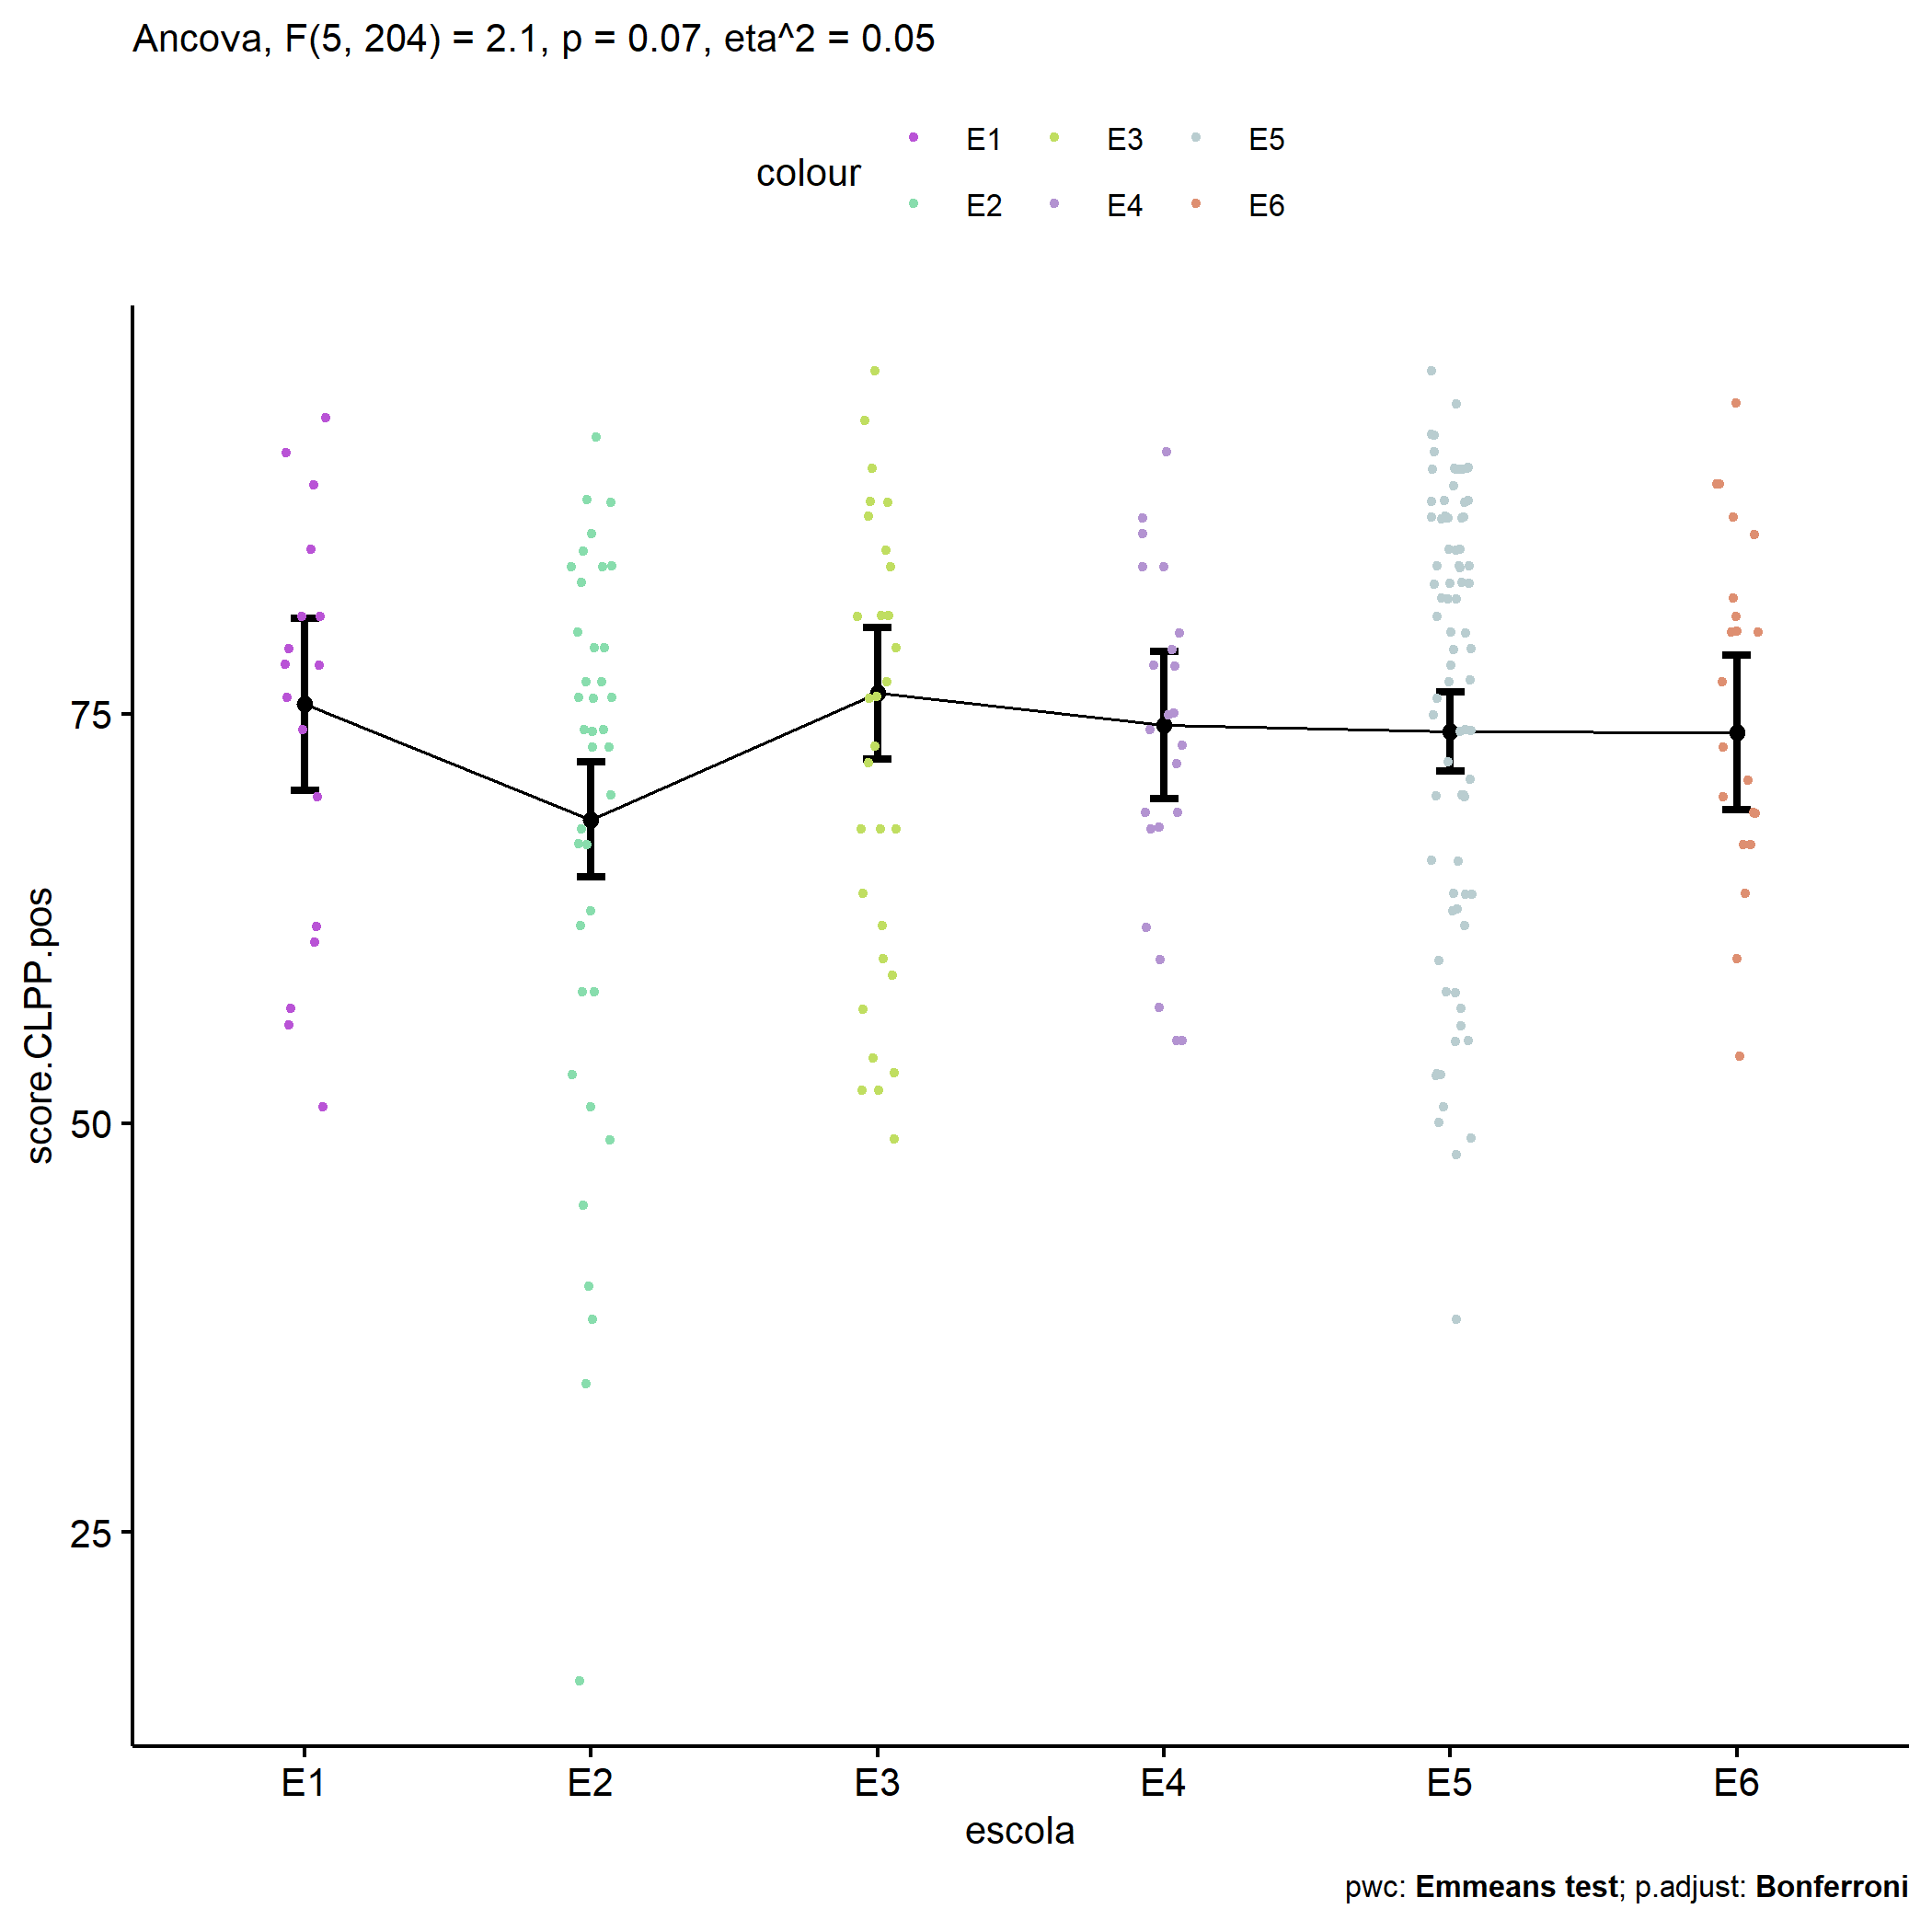 Ancova, F(5, 204) = 2.1, p = 0.07, eta^2 = 0.05
colour
E1 E3 E5
E2 E4 E6
score.CLPP.pos
75
50
25
E1 E2 E3 E4 E5 E6
escola
pwc: Emmeans test; p.adjust: Bonferroni